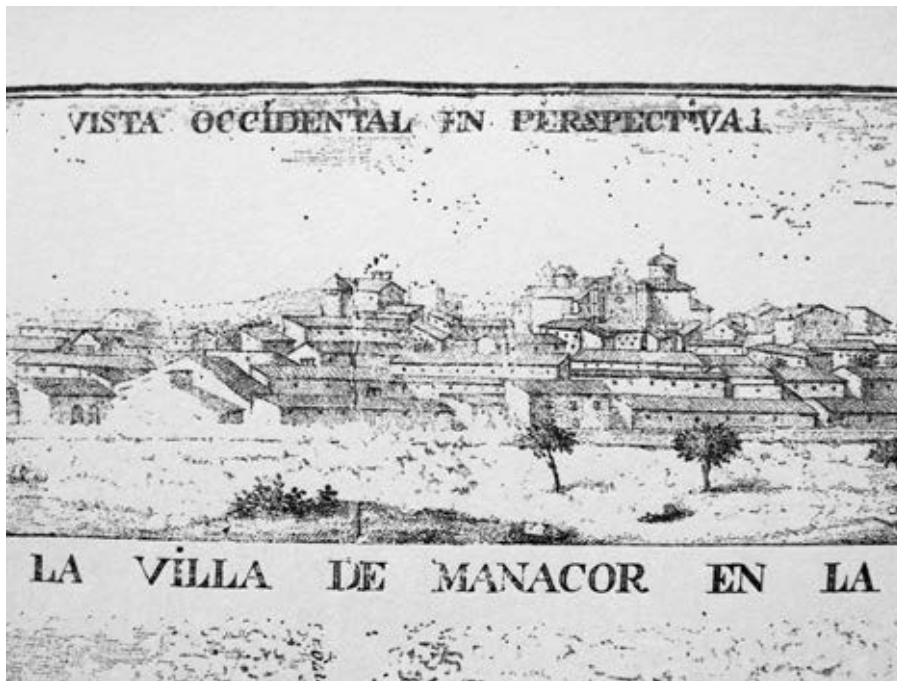 VISTA OCCIDENTAL EN PERSPECTIVA
LA VILLA DE MANACOR EN LA